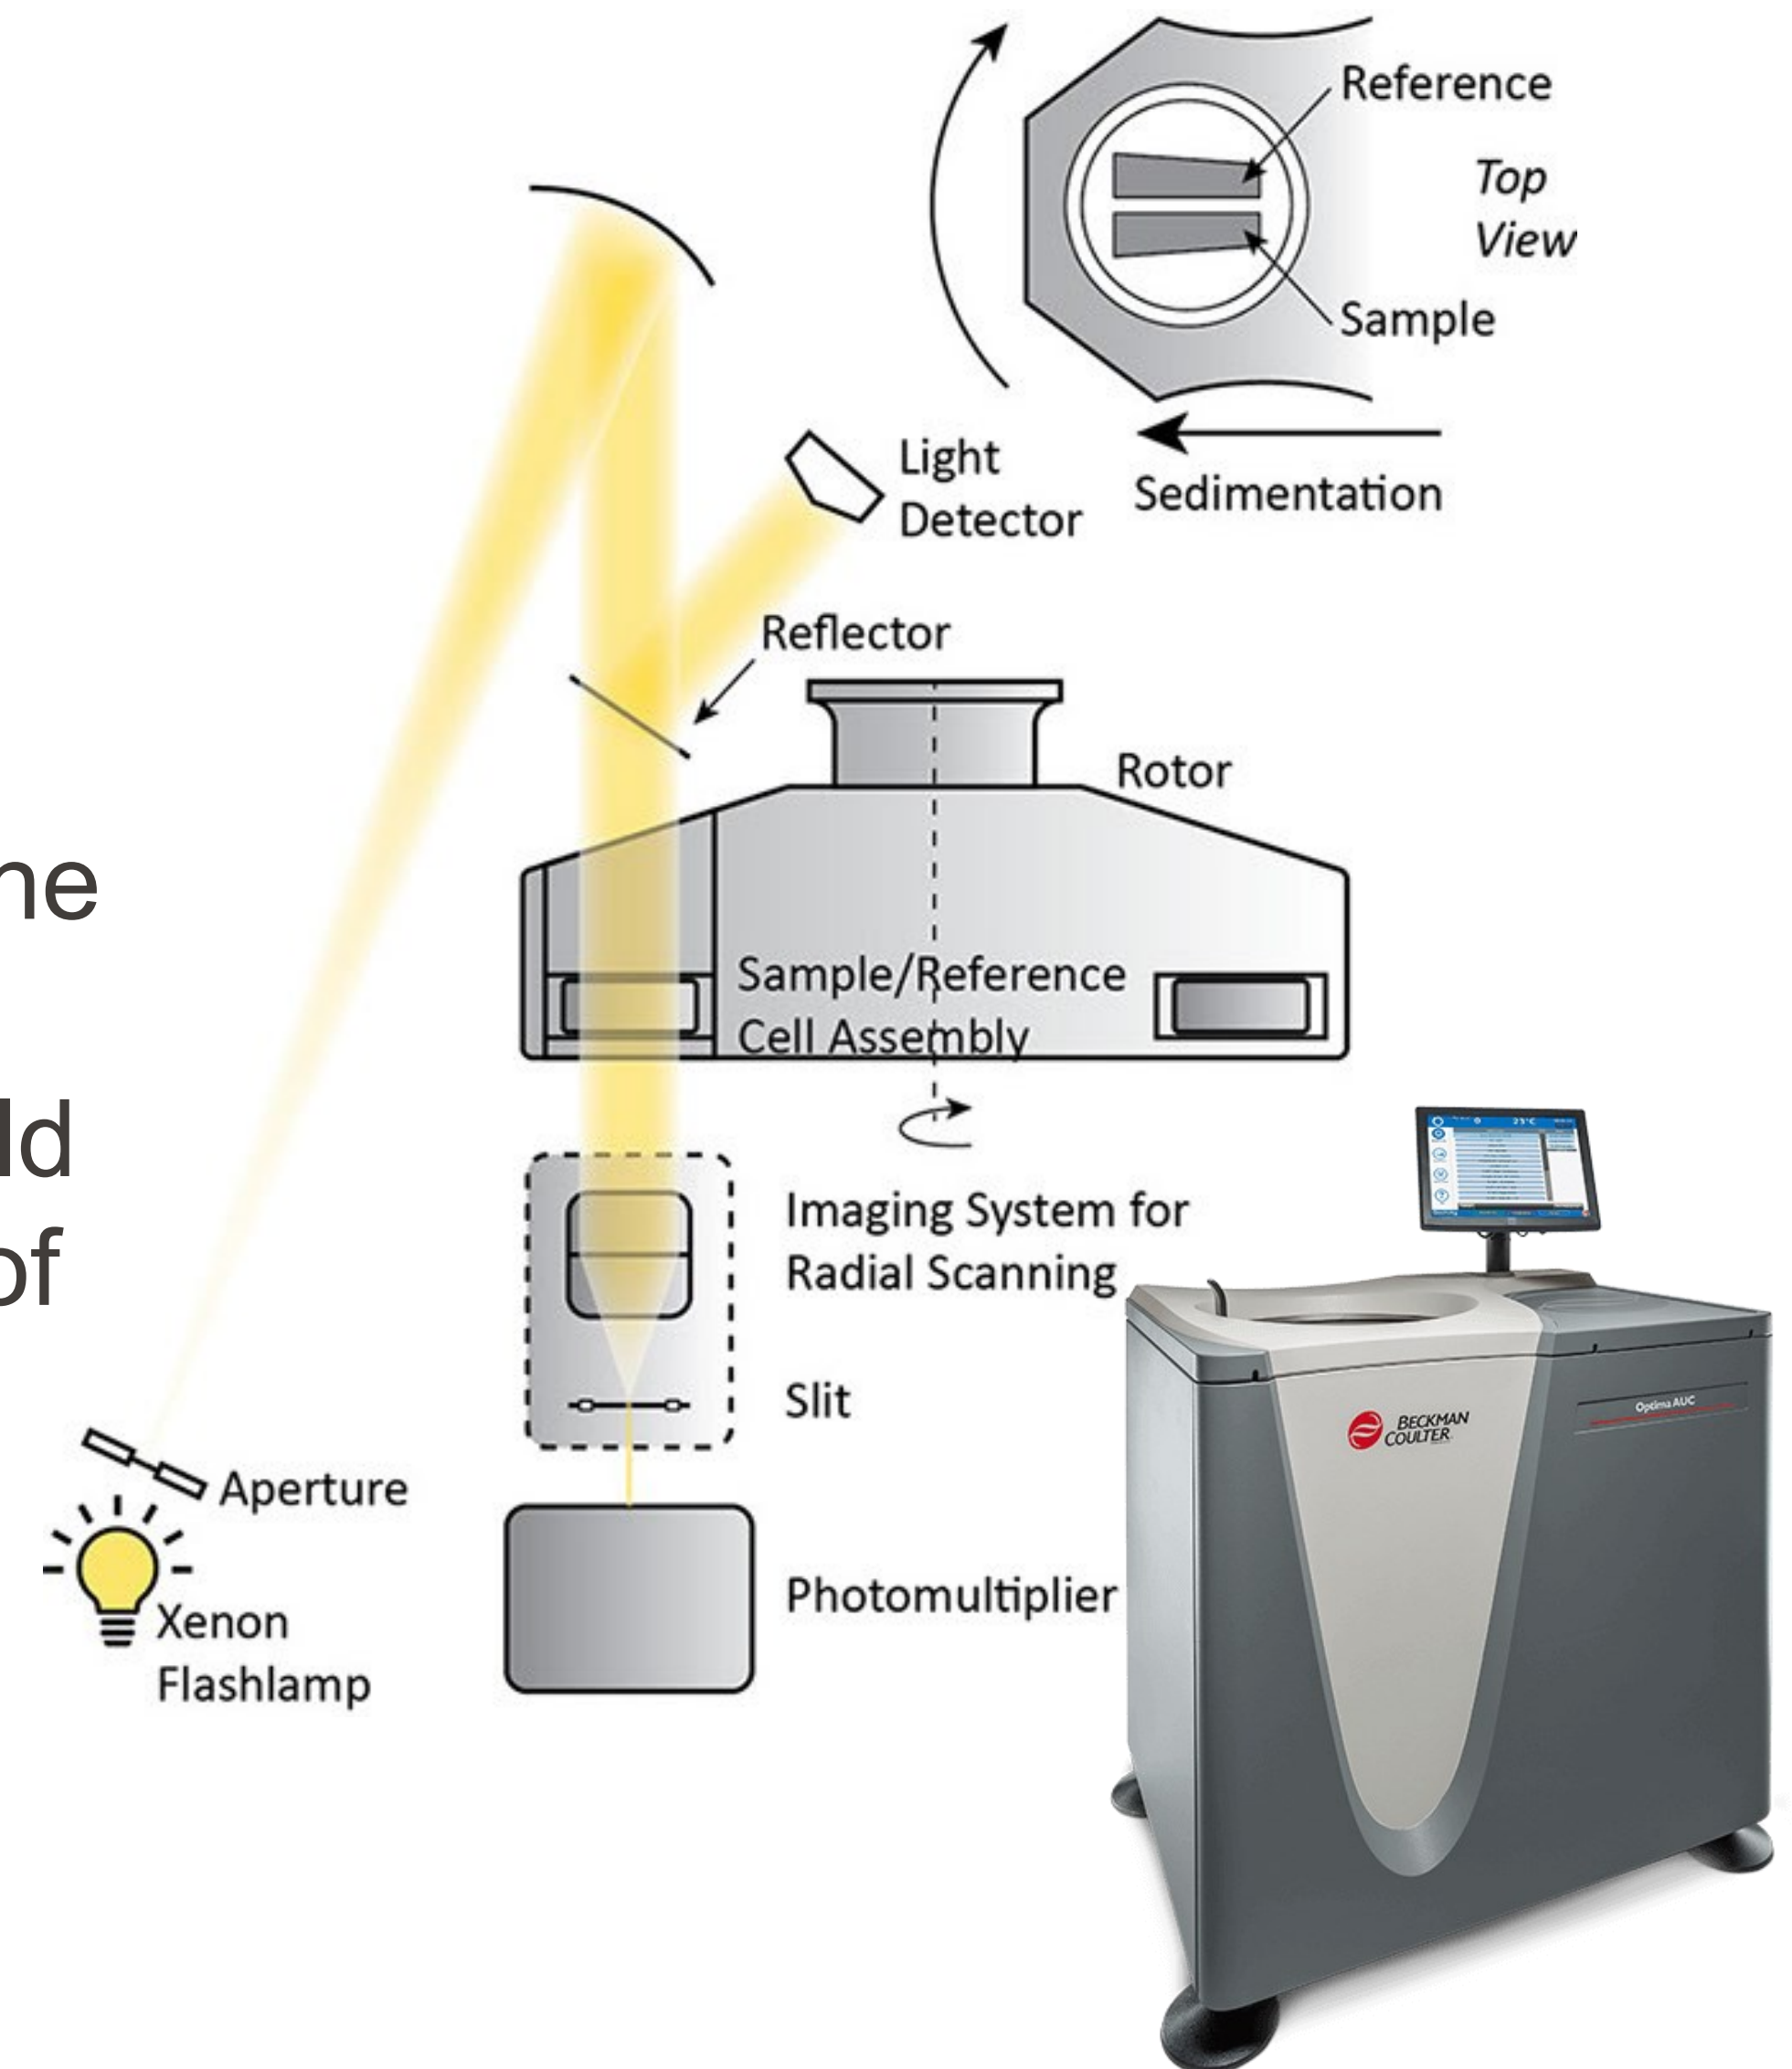 Reference
Top
View
Sample
Sedimentation
Light
Detector
Reflector
Rotor
ne
Sample/Reference
Cell Assembly
ld
of
Imaging System for
Radial Scanning
Slit
Aperture
Xenon
Flashlamp
Photomultiplier
23°C
BECKMAN
COULTER
Optima AUC